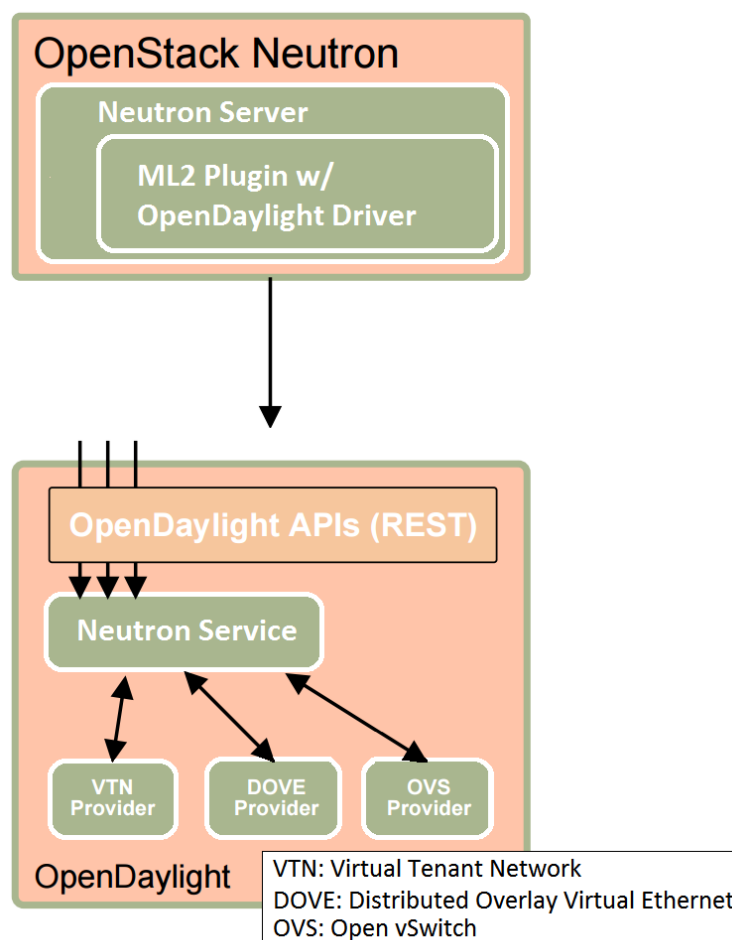 OpenStack Neutron
Neutron Server
ML2 Plugin w/
OpenDaylight Driver
OpenDaylight APIs (REST)
Neutron Service
VTN
Provider
DOVE
Provider
OVS
Provider
OpenDaylight
VTN: Virtual Tenant Network
DOVE: Distributed Overlay Virtual Ethernet
OVS: Open vSwitch